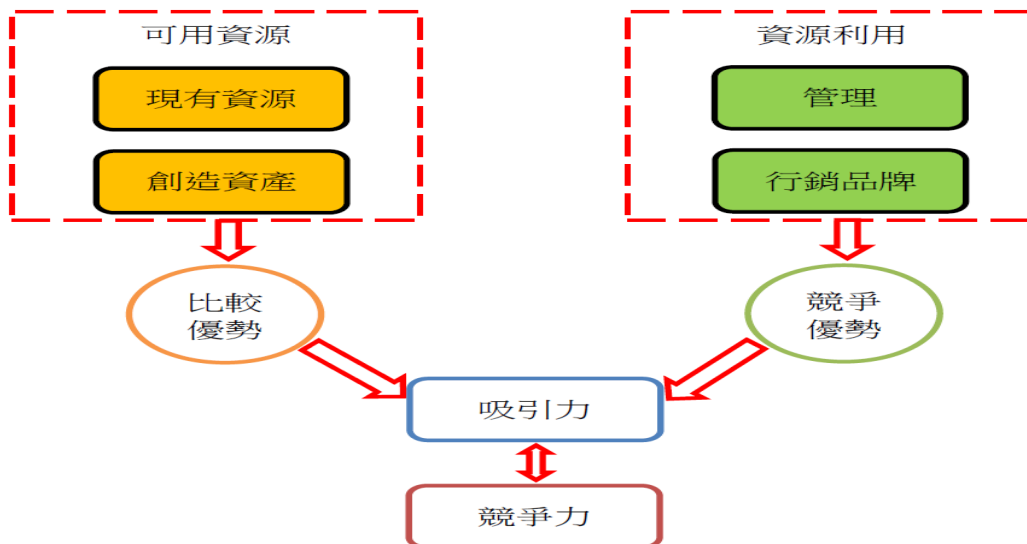 可用資源
現有資源
創造資產
資源利用
管理
行銷品牌
比較
優勢
競爭
優勢
吸引力
競爭力